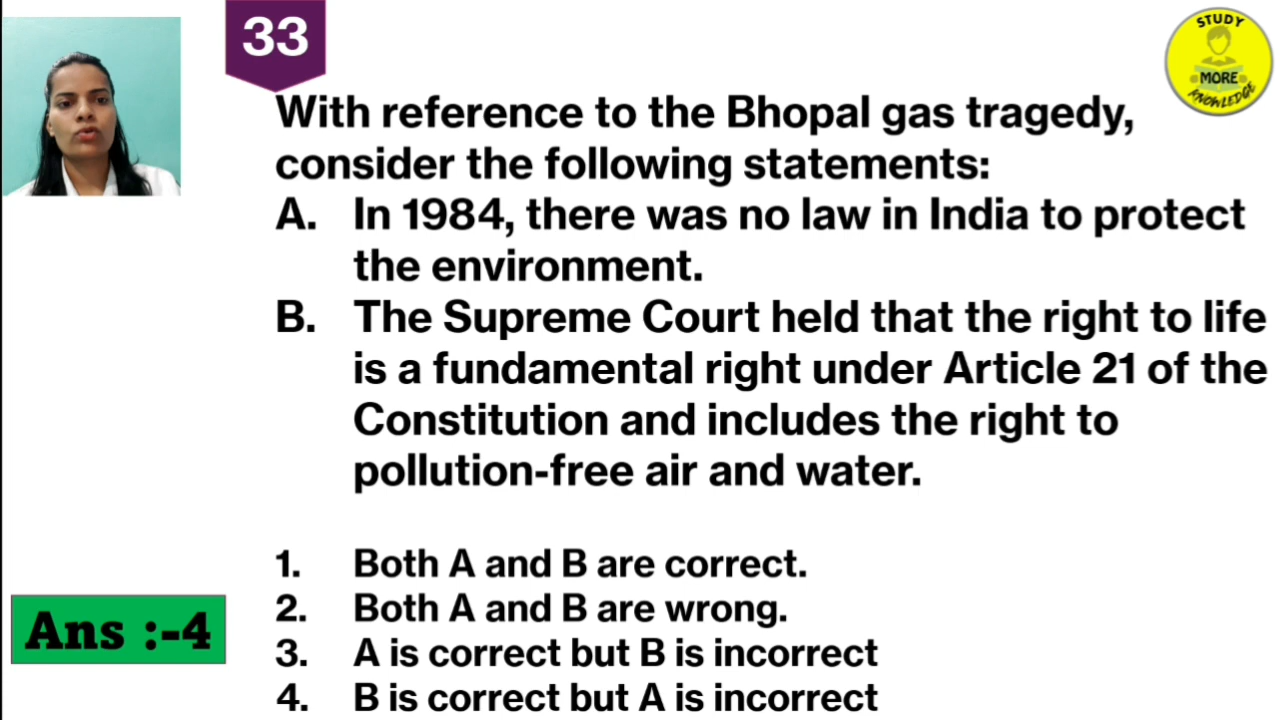 33
STUDY
MORE
KNOWLEDGE
With reference to the Bhopal gas tragedy,
consider the following statements:
A. In 1984, there was no law in India to protect
the environment.
B. The Supreme Court held that the right to life
is a fundamental right under Article 21 of the
Constitution and includes the right to
pollution-free air and water.
1. Both A and B are correct.
2. Both A and B are wrong.
3. A is correct but B is incorrect
4. B is correct but A is incorrect
Ans :-4